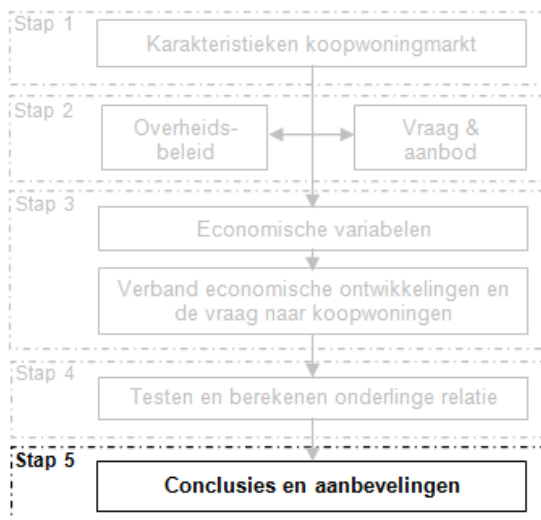 Stap 1
Karakteristieken koopwoningmarkt
Stap 2
Overheids-
beleid
Vraag &
aanbod
Stap 3
Economische variabelen
Verband economische ontwikkelingen en
de vraag naar koopwoningen
Stap 4
Testen en berekenen onderlinge relatie
Stap 5
Conclusies en aanbevelingen